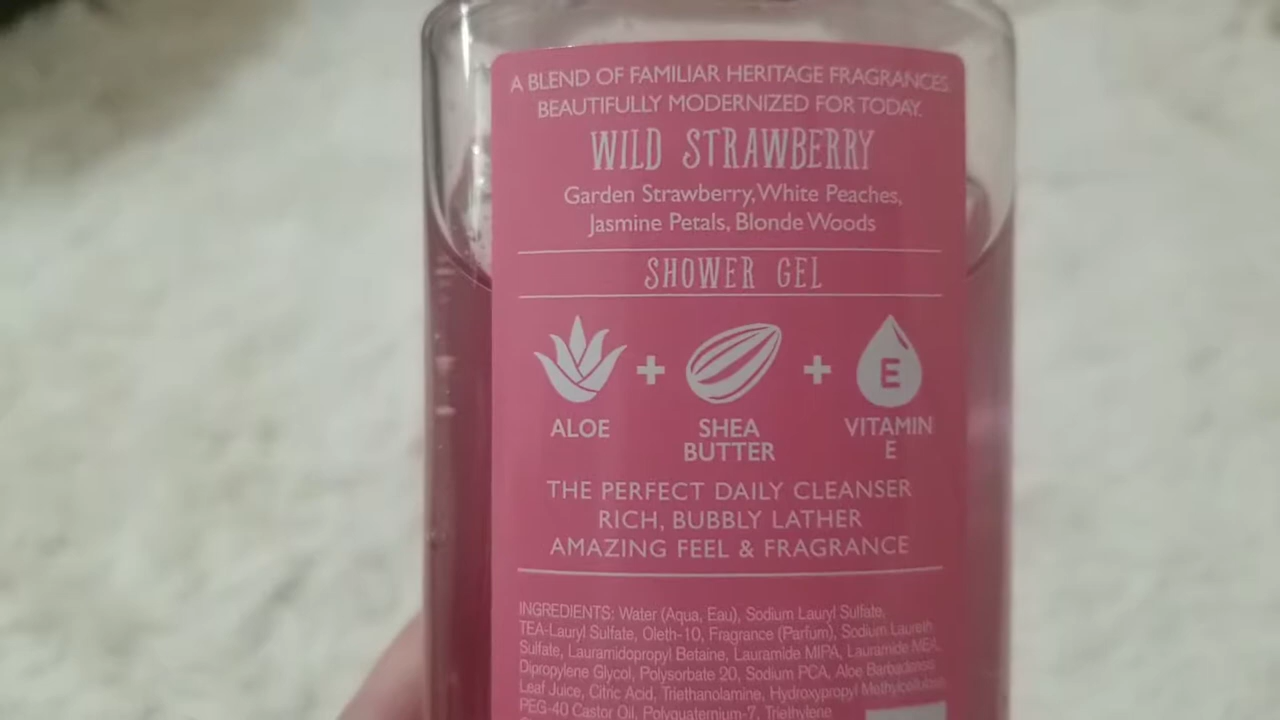 A BLEND OF FAMILIAR HERITAGE FRAGRANCES.
BEAUTIFULLY MODERNIZED FOR TODAY.
WILD STRAWBERRY
Garden Strawberry, White Peaches,
Jasmine Petals, Blonde Woods
SHOWER GEL
E
ALOE + SHEA BUTTER + VITAMIN E
THE PERFECT DAILY CLEANSER
RICH, BUBBLY LATHER
AMAZING FEEL & FRAGRANCE
INGREDIENTS: Water (Aqua, Eau), Sodium Lauryl Sulfate,
TEA-Lauryl Sulfate, Oleth-10, Fragrance (Parfum), Sodium Laureth
Sulfate, Lauramidopropyl Betaine, Lauramide MIPA, Lauramide MEA,
Dipropylene Glycol, Polysorbate 20, Sodium PCA, Aloe Barbadensis
Leaf Juice, Citric Acid, Triethanolamine, Hydroxypropyl Methylcellulose,
PEG-40 Castor Oil, Polyquaternium-7, Triethylene